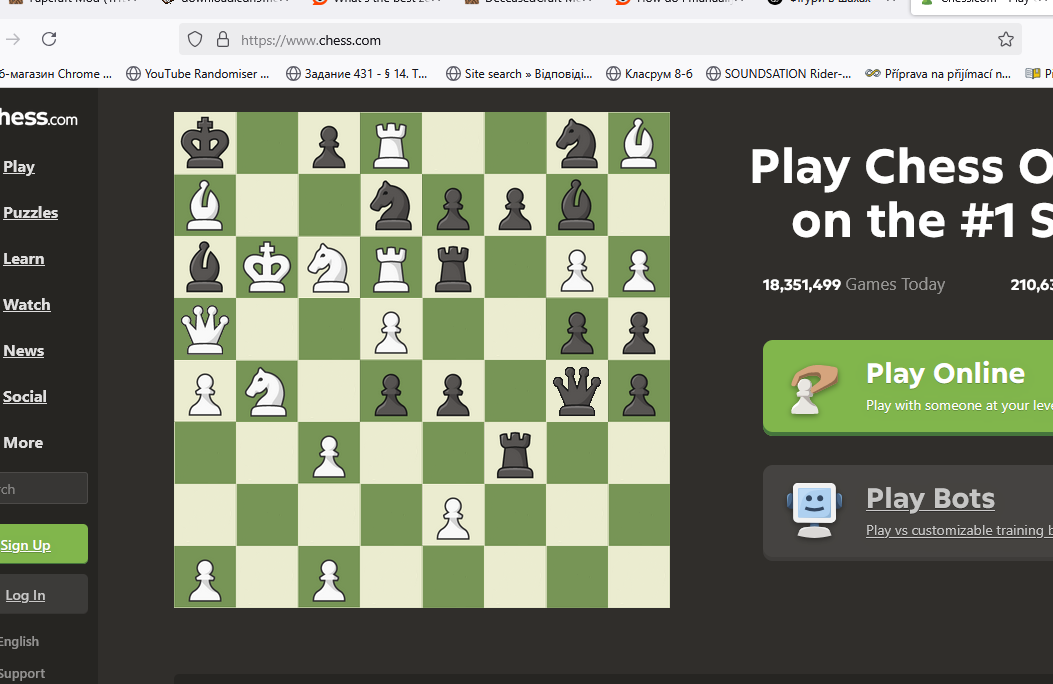 https://www.chess.com
б-магазин Chrome ...
YouTube Randomiser ...
Задание 431 - § 14. Т...
Site search » Відповіді...
Класрум 8-б
SOUNDSATION Rider-...
Příprava na přijímací n...
hess.com
Play
Puzzles
Learn
Watch
News
Social
More
rch
Sign Up
Log In
English
Support
Play Chess O
on the #1 S
18,351,499 Games Today
210,63
Play Online
Play with someone at your leve
Play Bots
Play vs customizable training b